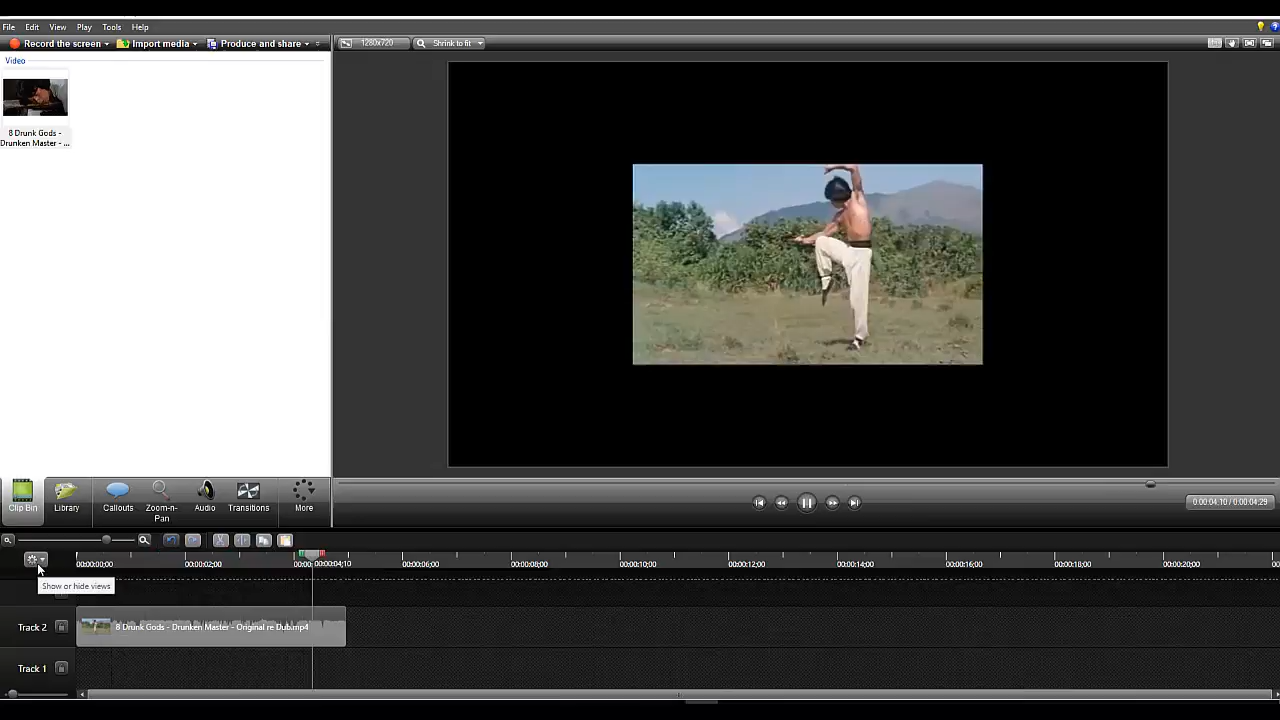 File Edit View Play Tools Help
Record the screen Import media Produce and share
1280x720 Shrink to fit
Video
8 Drunk Gods -
Drunken Master - ...
Clip Bin Library Callouts Zoom-n-Pan Audio Transitions More
0:00:04;10 / 0:00:04;29
00:00:00;00 00:00:02;00 00:00:04;10 00:00:06;00 00:00:08;00 00:00:10;00 00:00:12;00 00:00:14;00 00:00:16;00 00:00:18;00 00:00:20;00
Show or hide views
Track 2 8 Drunk Gods - Drunken Master - Original re Dub.mp4
Track 1